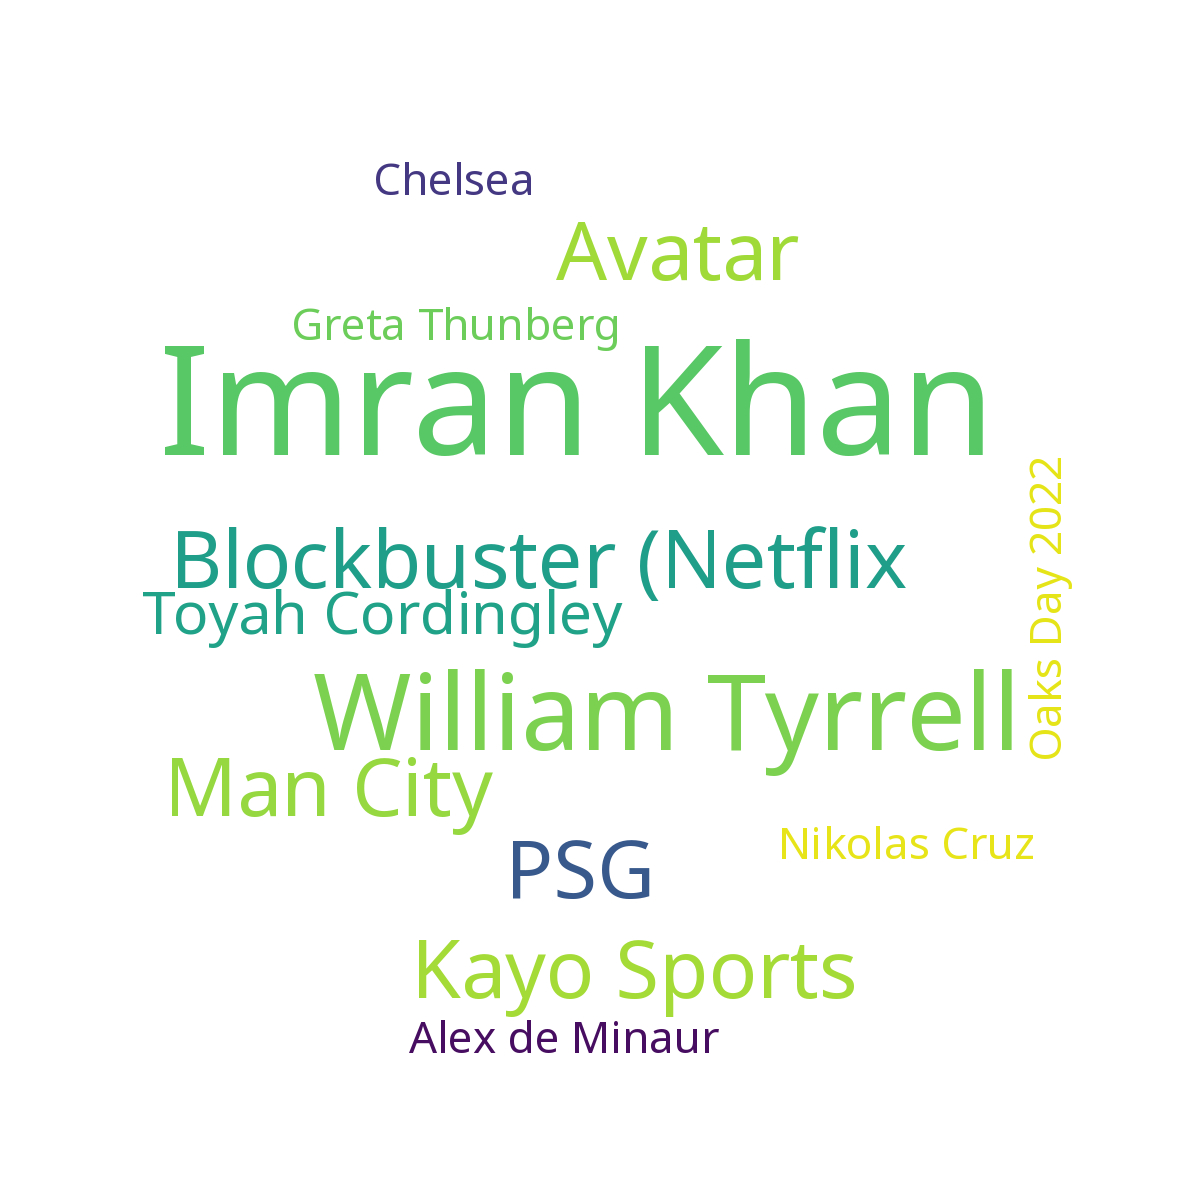 Chelsea
Avatar
Greta Thunberg
Imran Khan
Oaks Day 2022
Blockbuster (Netflix
Toyah Cordingley
William Tyrrell
Man City
Nikolas Cruz
PSG
Kayo Sports
Alex de Minaur